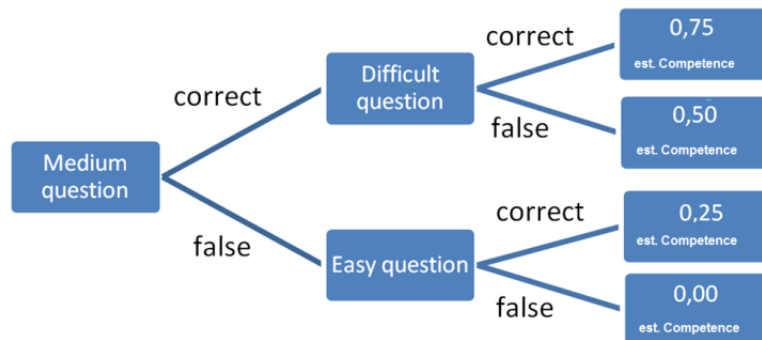 Medium
question
correct
false
Difficult
question
Easy question
correct
false
correct
false
0,75
est. Competence
0,50
est. Competence
0,25
est. Competence
0,00
est. Competence